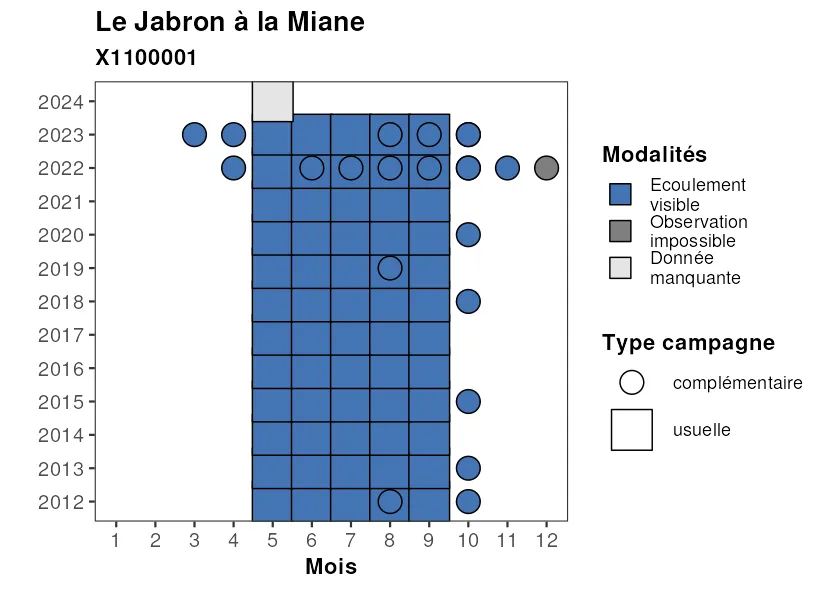 Le Jabron à la Miane
X1100001
2024
2023
2022
2021
2020
2019
2018
2017
2016
2015
2014
2013
2012
1 2 3 4 5 6 7 8 9 10 11 12
Mois
Modalités
Ecoulement
visible
Observation
impossible
Donnée
manquante
Type campagne
complémentaire
usuelle